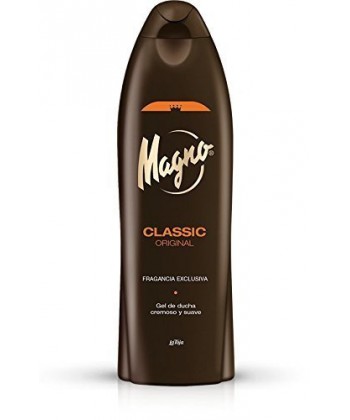 Magno®
CLASSIC
ORIGINAL
FRAGANCIA EXCLUSIVA
Gel de ducha
cremoso y suave
La Toja